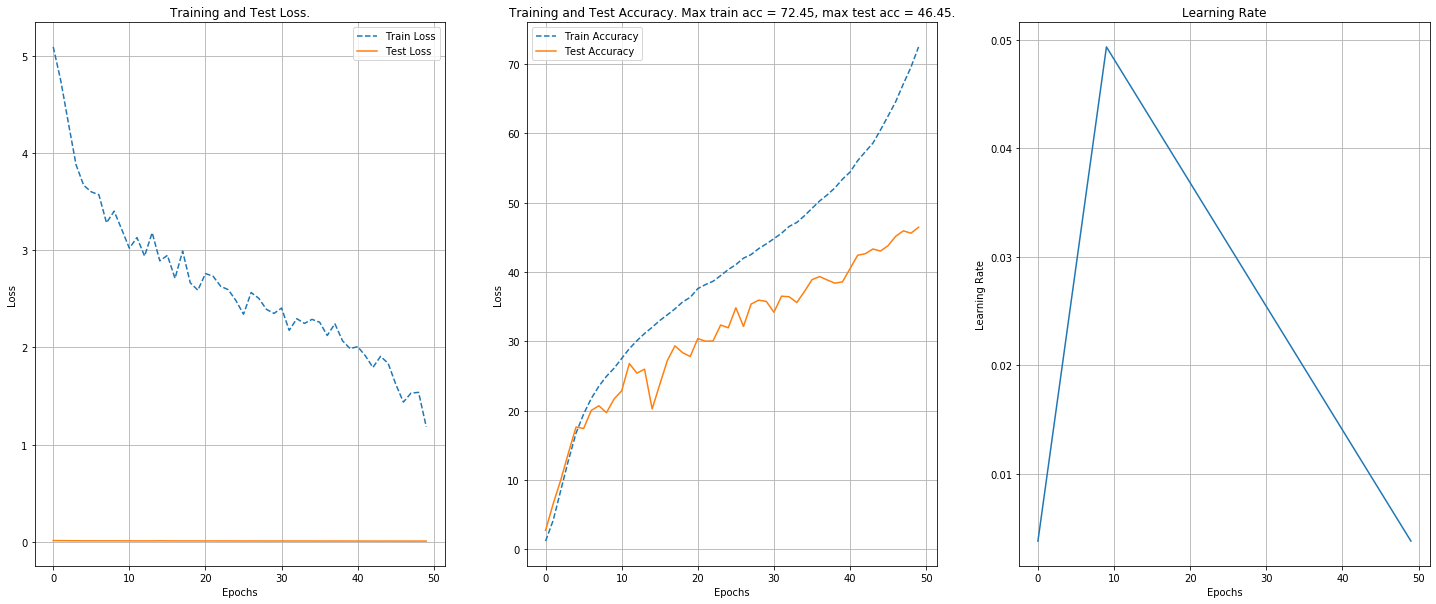 Training and Test Loss.
Train Loss
Test Loss
5
4
3
2
1
0
Loss
0
10
20
30
40
50
Epochs
Training and Test Accuracy. Max train acc = 72.45, max test acc = 46.45.
Train Accuracy
Test Accuracy
70
60
50
40
30
20
10
0
Loss
0
10
20
30
40
50
Epochs
Learning Rate
0.05
0.04
0.03
0.02
0.01
Learning Rate
0
10
20
30
40
50
Epochs